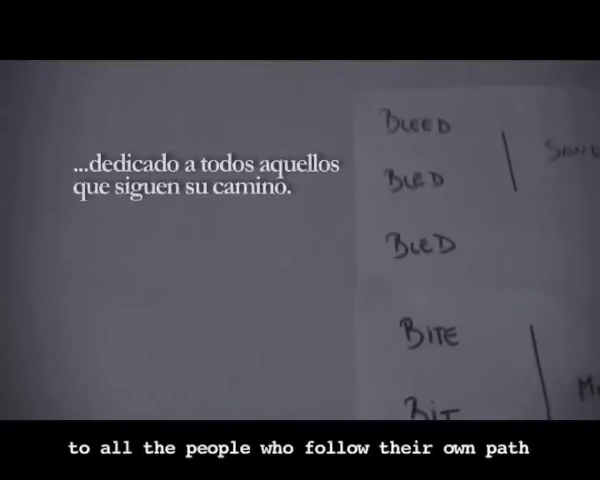 ...dedicado a todos aquellos
que siguen su camino.
BLEED
BLED
BLED
BITE
BIT
to all the people who follow their own path